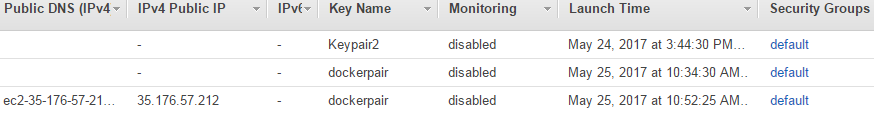 Public DNS (IPv4 IPv4 Public IP IPv6 Key Name Monitoring Launch Time Security Groups
- - Keypair2 disabled May 24, 2017 at 3:44:30 PM... default
- - dockerpair disabled May 25, 2017 at 10:34:30 AM.. default
ec2-35-176-57-21... 35.176.57.212 - dockerpair disabled May 25, 2017 at 10:52:25 AM.. default